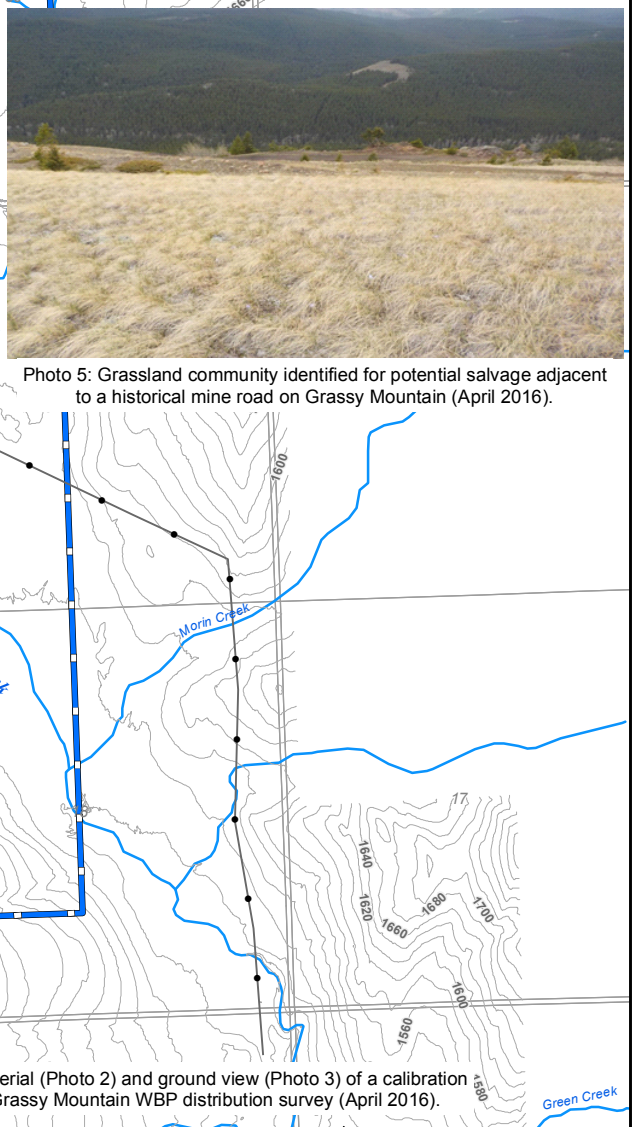 Photo 5: Grassland community identified for potential salvage adjacent
to a historical mine road on Grassy Mountain (April 2016).
1600
Morin Creek
17
1640
1620
1660
1680
1700
1600
1560
1580
erial (Photo 2) and ground view (Photo 3) of a calibration
Grassy Mountain WBP distribution survey (April 2016).
Green Creek